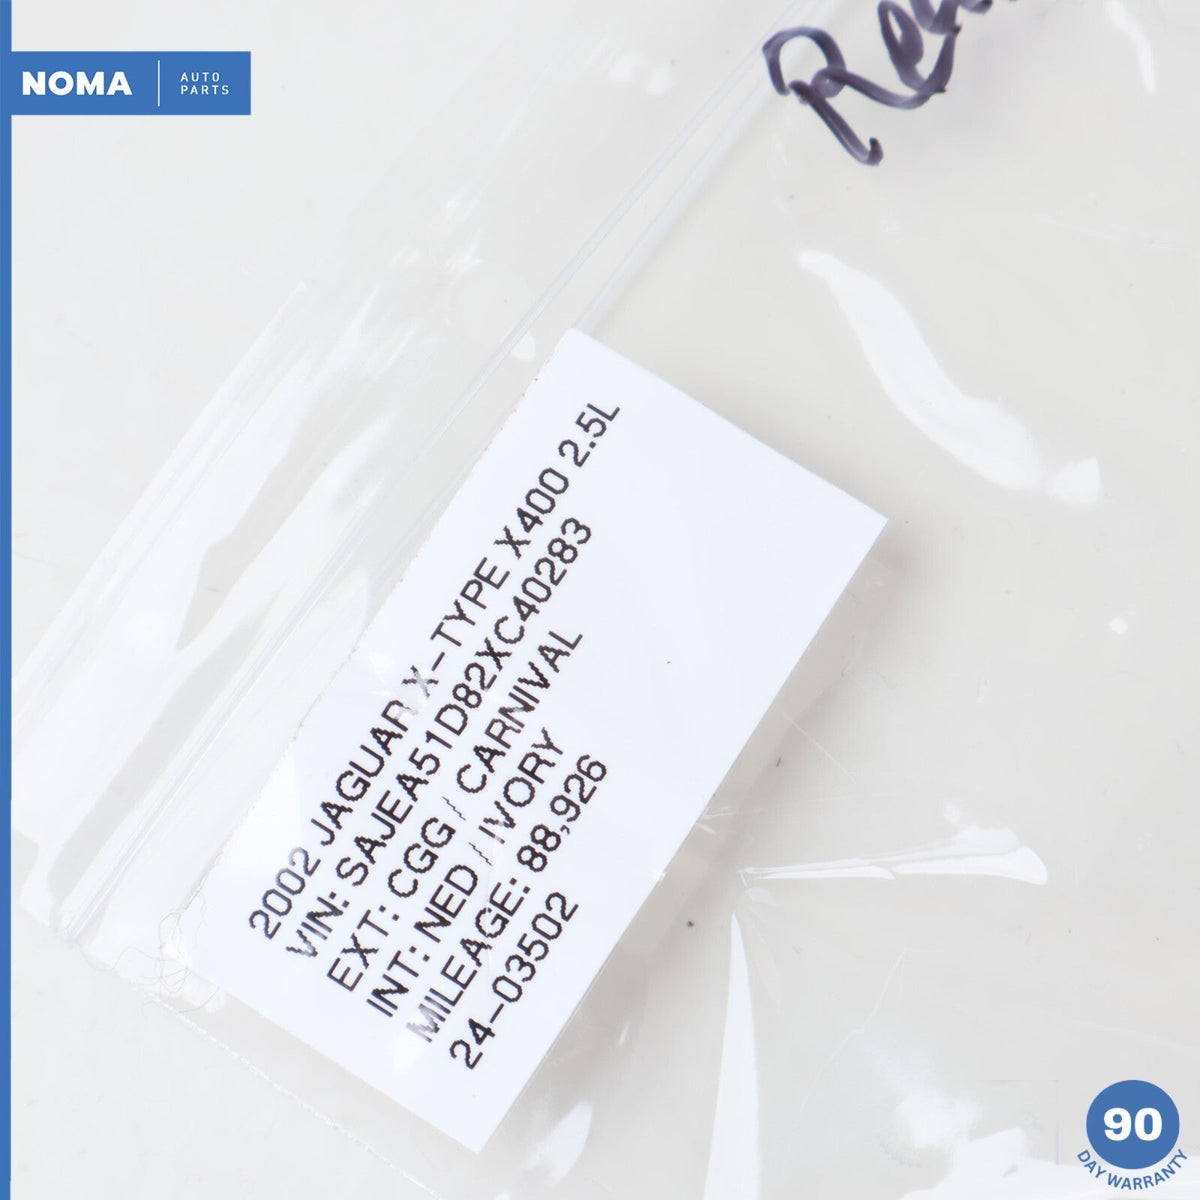 NOMA
AUTO
PARTS
2002 JAGUAR X-TYPE X400 2.5L
VIN: SAJEA51D82XC40283
EXT: CGG / CARNIVAL
INT: NED / IVORY
MILEAGE: 88,926
24-03502
90
DAY WARRANTY